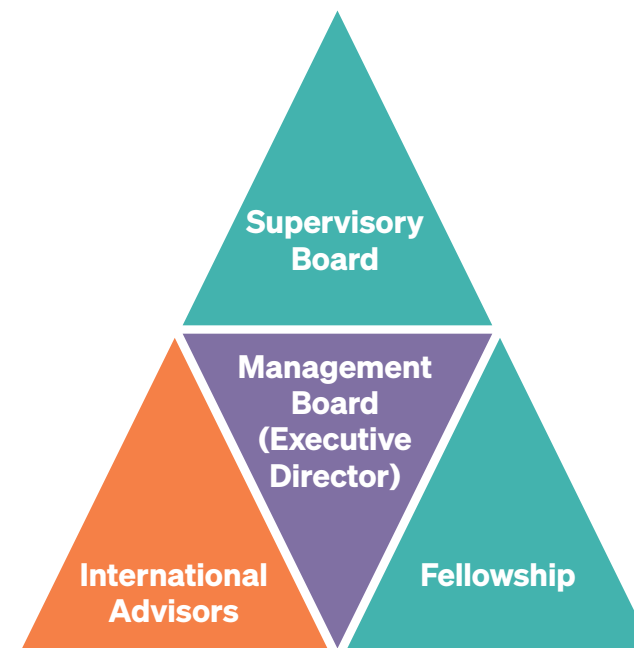 Supervisory
Board
Management
Board
(Executive
Director)
International
Advisors
Fellowship